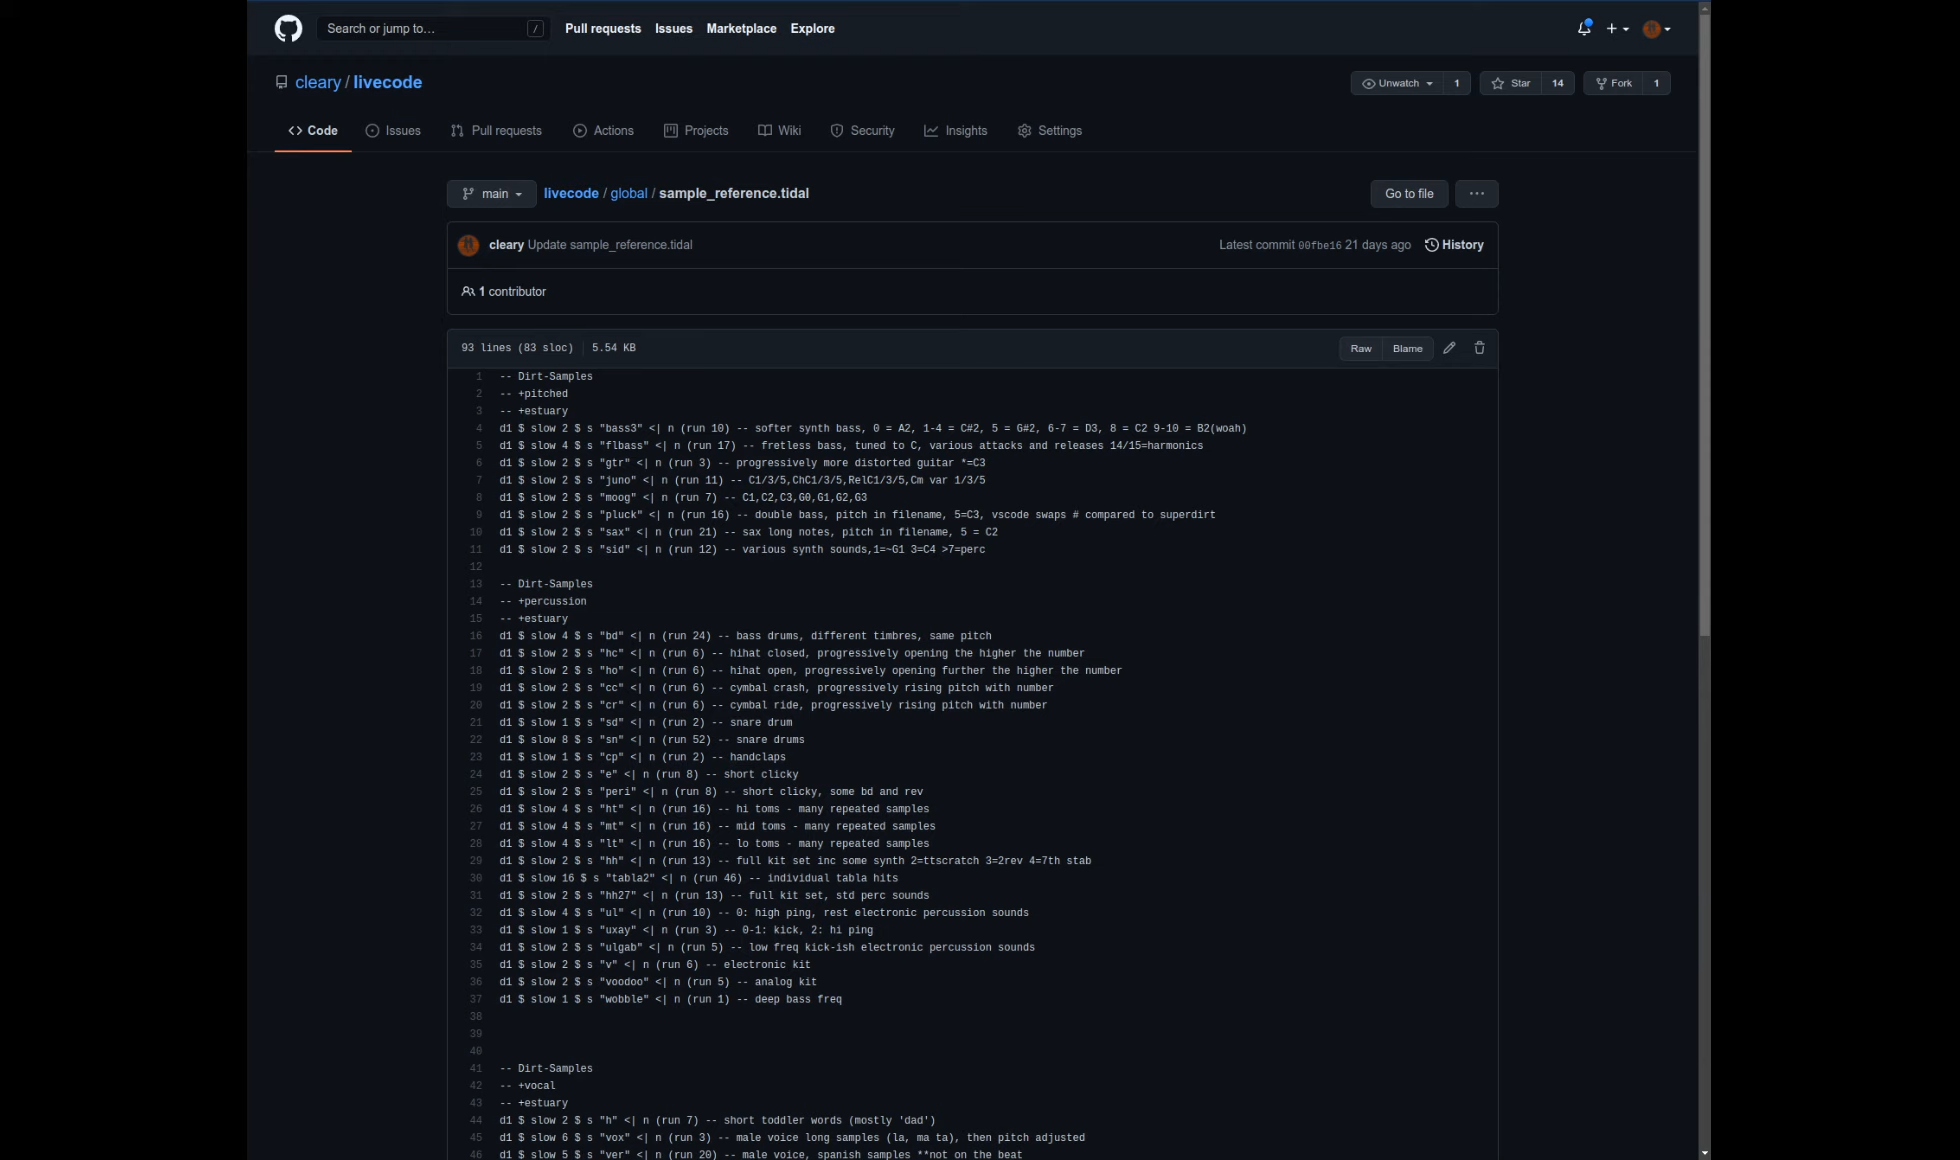 Search or jump to… /
Pull requests Issues Marketplace Explore
cleary / livecode
Unwatch 1 Star 14 Fork 1
Code Issues Pull requests Actions Projects Wiki Security Insights Settings
main livecode / global / sample_reference.tidal Go to file ···
cleary Update sample_reference.tidal Latest commit 00fbe16 21 days ago History
1 contributor
93 lines (83 sloc) 5.54 KB Raw Blame
1 -- Dirt-Samples
2 -- +pitched
3 -- +estuary
4 d1 $ slow 2 $ s "bass3" <| n (run 10) -- softer synth bass, 0 = A2, 1-4 = C#2, 5 = G#2, 6-7 = D3, 8 = C2 9-10 = B2(woah)
5 d1 $ slow 4 $ s "flbass" <| n (run 17) -- fretless bass, tuned to C, various attacks and releases 14/15=harmonics
6 d1 $ slow 2 $ s "gtr" <| n (run 3) -- progressively more distorted guitar *=C3
7 d1 $ slow 2 $ s "juno" <| n (run 11) -- C1/3/5,ChC1/3/5,RelC1/3/5,Cm var 1/3/5
8 d1 $ slow 2 $ s "moog" <| n (run 7) -- C1,C2,C3,G0,G1,G2,G3
9 d1 $ slow 2 $ s "pluck" <| n (run 16) -- double bass, pitch in filename, 5=C3, vscode swaps # compared to superdirt
10 d1 $ slow 2 $ s "sax" <| n (run 21) -- sax long notes, pitch in filename, 5 = C2
11 d1 $ slow 2 $ s "sid" <| n (run 12) -- various synth sounds,1=~G1 3=C4 >7=perc
12
13 -- Dirt-Samples
14 -- +percussion
15 -- +estuary
16 d1 $ slow 4 $ s "bd" <| n (run 24) -- bass drums, different timbres, same pitch
17 d1 $ slow 2 $ s "hc" <| n (run 6) -- hihat closed, progressively opening the higher the number
18 d1 $ slow 2 $ s "ho" <| n (run 6) -- hihat open, progressively opening further the higher the number
19 d1 $ slow 2 $ s "cc" <| n (run 6) -- cymbal crash, progressively rising pitch with number
20 d1 $ slow 2 $ s "cr" <| n (run 6) -- cymbal ride, progressively rising pitch with number
21 d1 $ slow 1 $ s "sd" <| n (run 2) -- snare drum
22 d1 $ slow 8 $ s "sn" <| n (run 52) -- snare drums
23 d1 $ slow 1 $ s "cp" <| n (run 2) -- handclaps
24 d1 $ slow 2 $ s "e" <| n (run 8) -- short clicky
25 d1 $ slow 2 $ s "peri" <| n (run 8) -- short clicky, some bd and rev
26 d1 $ slow 4 $ s "ht" <| n (run 16) -- hi toms - many repeated samples
27 d1 $ slow 4 $ s "mt" <| n (run 16) -- mid toms - many repeated samples
28 d1 $ slow 4 $ s "lt" <| n (run 16) -- lo toms - many repeated samples
29 d1 $ slow 2 $ s "hh" <| n (run 13) -- full kit set inc some synth 2=ttscratch 3=2rev 4=7th stab
30 d1 $ slow 16 $ s "tabla2" <| n (run 46) -- individual tabla hits
31 d1 $ slow 2 $ s "hh27" <| n (run 13) -- full kit set, std perc sounds
32 d1 $ slow 4 $ s "ul" <| n (run 10) -- 0: high ping, rest electronic percussion sounds
33 d1 $ slow 1 $ s "uxay" <| n (run 3) -- 0-1: kick, 2: hi ping
34 d1 $ slow 2 $ s "ulgab" <| n (run 5) -- low freq kick-ish electronic percussion sounds
35 d1 $ slow 2 $ s "v" <| n (run 6) -- electronic kit
36 d1 $ slow 2 $ s "voodoo" <| n (run 5) -- analog kit
37 d1 $ slow 1 $ s "wobble" <| n (run 1) -- deep bass freq
38
39
40
41 -- Dirt-Samples
42 -- +vocal
43 -- +estuary
44 d1 $ slow 2 $ s "h" <| n (run 7) -- short toddler words (mostly 'dad')
45 d1 $ slow 6 $ s "vox" <| n (run 3) -- male voice long samples (la, ma ta), then pitch adjusted
46 d1 $ slow 5 $ s "ver" <| n (run 20) -- male voice, spanish samples **not on the beat